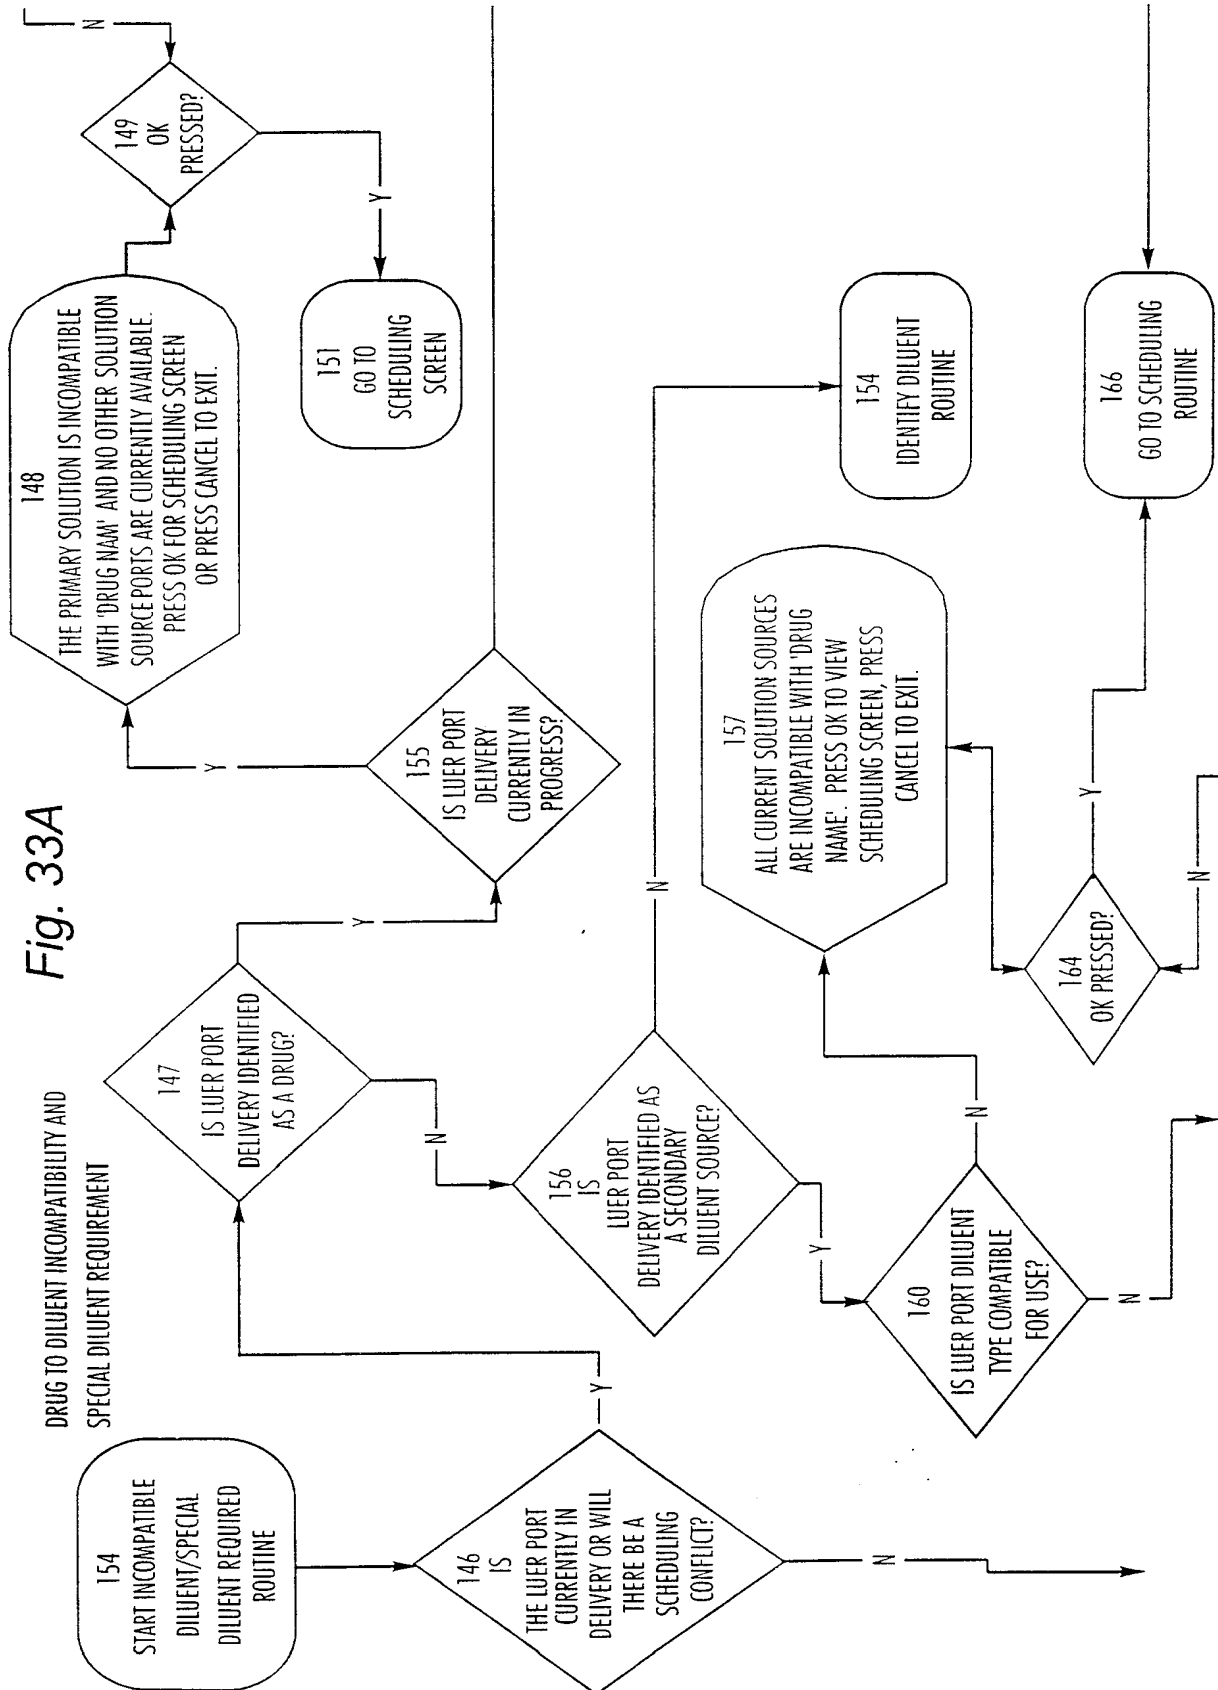 Fig. 33A
DRUG TO DILUENT INCOMPATIBILITY AND
SPECIAL DILUENT REQUIREMENT
154
START INCOMPATIBLE
DILUENT/SPECIAL
DILUENT REQUIRED
ROUTINE
146
IS
THE LUER PORT
CURRENTLY IN
DELIVERY OR WILL
THERE BE A
SCHEDULING
CONFLICT?
Y
N
147
IS LUER PORT
DELIVERY IDENTIFIED
AS A DRUG?
Y
N
155
IS LUER PORT
DELIVERY
CURRENTLY IN
PROGRESS?
Y
148
THE PRIMARY SOLUTION IS INCOMPATIBLE
WITH 'DRUG NAM' AND NO OTHER SOLUTION
SOURCEPORTS ARE CURRENTLY AVAILABLE.
PRESS OK FOR SCHEDULING SCREEN
OR PRESS CANCEL TO EXIT.
149
OK
PRESSED?
N
Y
151
GO TO
SCHEDULING
SCREEN
156
IS
LUER PORT
DELIVERY IDENTIFIED AS
A SECONDARY
DILUENT SOURCE?
N
Y
154
IDENTIFY DILUENT
ROUTINE
160
IS LUER PORT DILUENT
TYPE COMPATIBLE
FOR USE?
N
N
157
ALL CURRENT SOLUTION SOURCES
ARE INCOMPATIBLE WITH 'DRUG
NAME'. PRESS OK TO VIEW
SCHEDULING SCREEN, PRESS
CANCEL TO EXIT.
164
OK PRESSED?
Y
N
166
GO TO SCHEDULING
ROUTINE